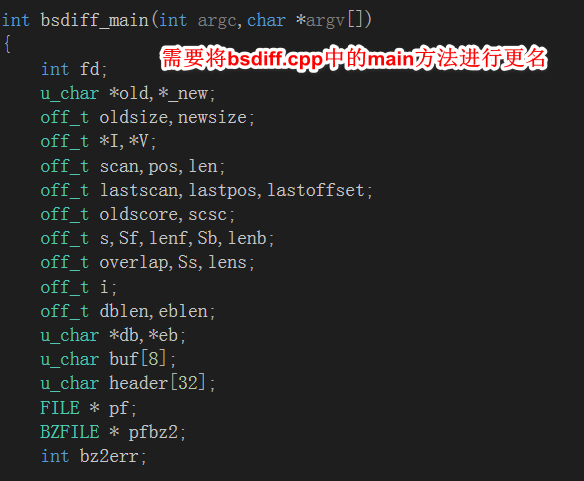 int bsdiff_main(int argc,char *argv[])
{
需要将bsdiff.cpp中的main方法进行更名
int fd;
u_char *old,*_new;
off_t oldsize,newsize;
off_t *I,*V;
off_t scan,pos,len;
off_t lastscan,lastpos,lastoffset;
off_t oldscore,scsc;
off_t s,Sf,lenf,Sb,lenb;
off_t overlap,Ss,lens;
off_t i;
off_t dblen,eblen;
u_char *db,*eb;
u_char buf[8];
u_char header[32];
FILE * pf;
BZFILE * pfbz2;
int bz2err;